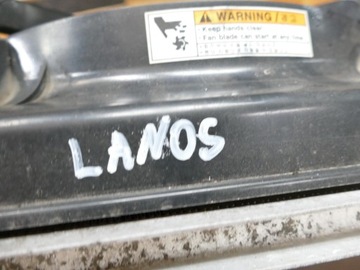 WARNING /
Keep hands clear
Fan blade can start at any time
LANOS